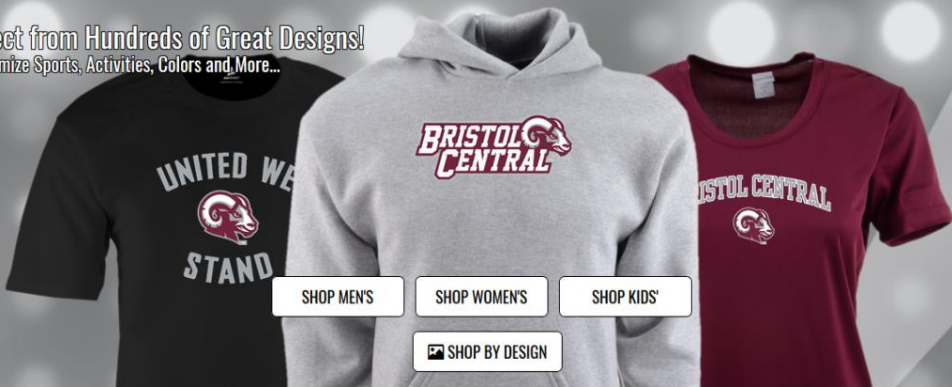 ect from Hundreds of Great Designs!
mize Sports, Activities, Colors and More...
UNITED WE
STAND
BRISTOL
CENTRAL
ISTOL CENTRAL
SHOP MEN'S
SHOP WOMEN'S
SHOP KIDS'
SHOP BY DESIGN